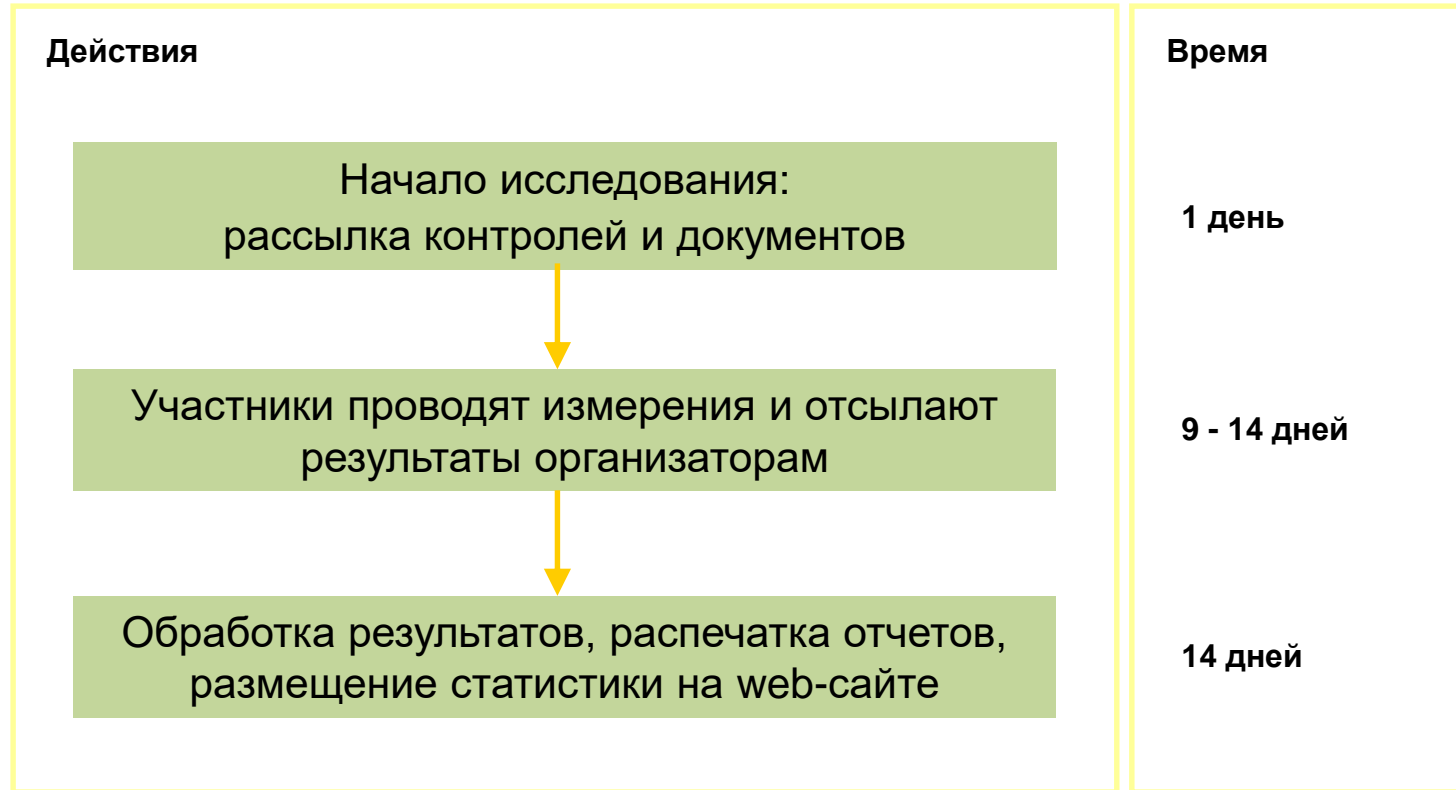 Действия
Время
Начало исследования:
рассылка контролей и документов
1 день
Участники проводят измерения и отсылают
результаты организаторам
9 - 14 дней
Обработка результатов, распечатка отчетов,
размещение статистики на web-сайте
14 дней